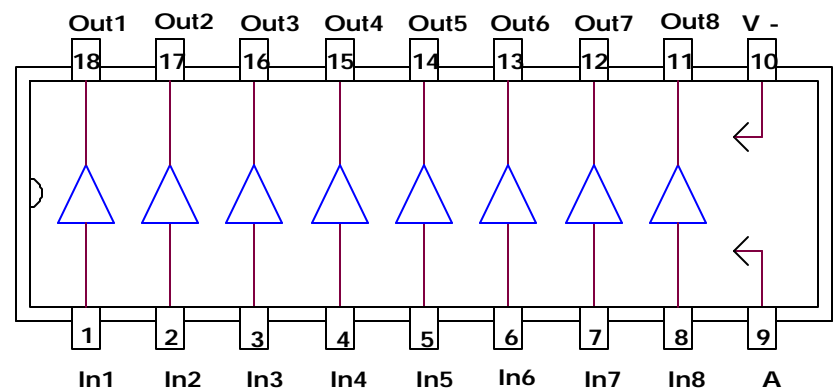 Out1 Out2 Out3 Out4 Out5 Out6 Out7 Out8 V -
18 17 16 15 14 13 12 11 10
1 2 3 4 5 6 7 8 9
In1 In2 In3 In4 In5 In6 In7 In8 A